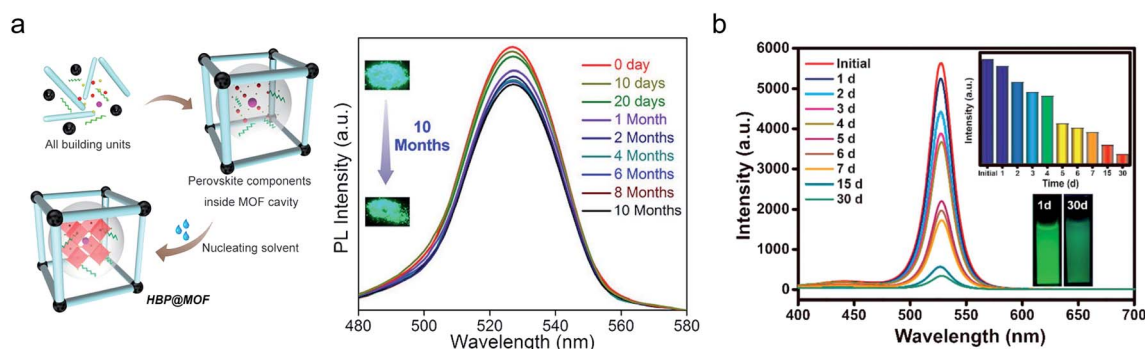 a
All building units
Perovskite components
inside MOF cavity
Nucleating solvent
HBP@MOF
PL Intensity (a.u.)
10
Months
0 day
10 days
20 days
1 Month
2 Months
4 Months
6 Months
8 Months
10 Months
480 500 520 540 560 580
Wavelength (nm)
b
Intensity (a.u.)
6000
5000
4000
3000
2000
1000
0
Initial
1 d
2 d
3 d
4 d
5 d
6 d
7 d
15 d
30 d
Intensity (a.u.)
Initial 1 2 3 4 5 6 7 15 30
Time (d)
1d 30d
400 450 500 550 600 650 700
Wavelength (nm)